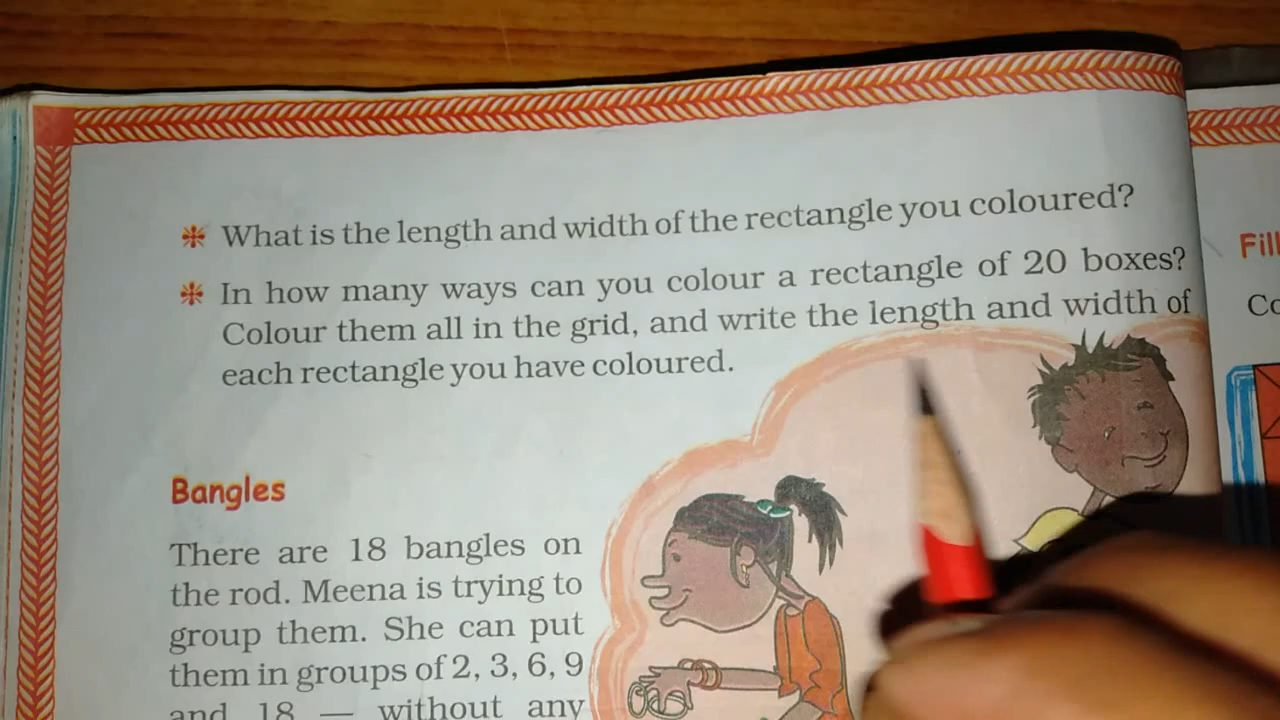 What is the length and width of the rectangle you coloured?
In how many ways can you colour a rectangle of 20 boxes?
Colour them all in the grid, and write the length and width of
each rectangle you have coloured.
Bangles
There are 18 bangles on
the rod. Meena is trying to
group them. She can put
them in groups of 2, 3, 6, 9
and 18 — without any